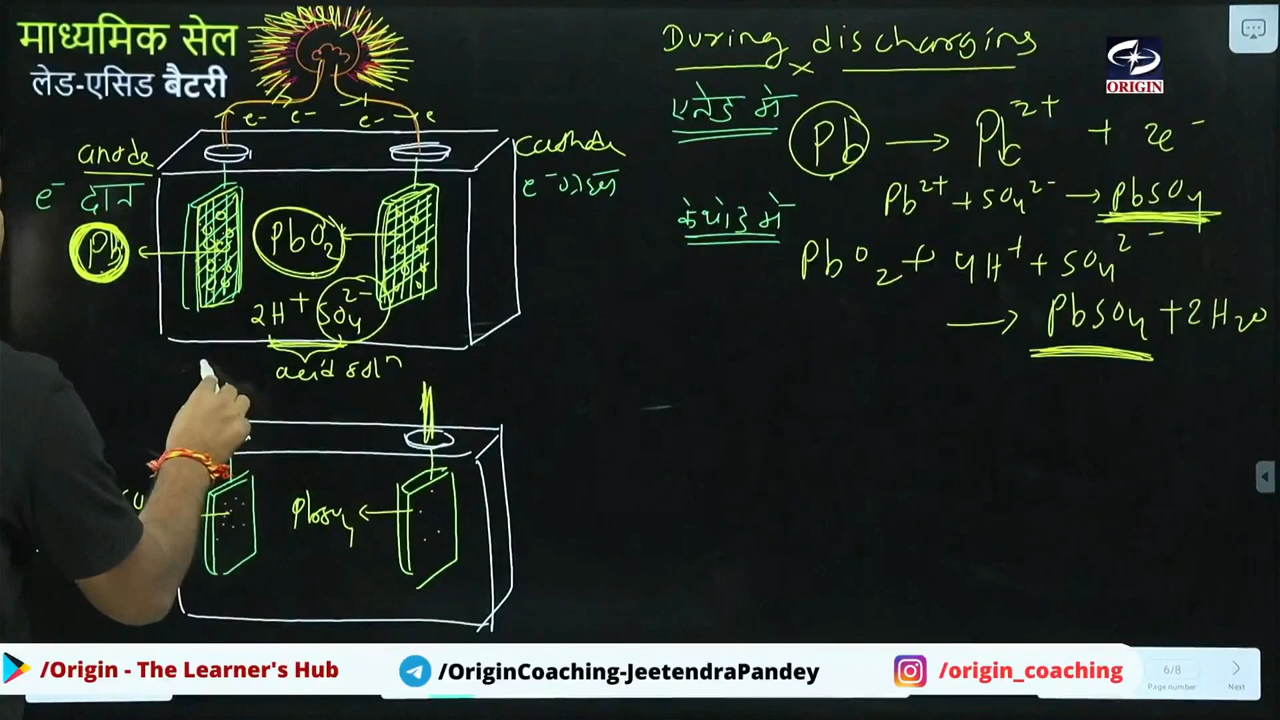 माध्यमिक सेल
लेड-एसिड बैटरी
e⁻ e⁻ e⁻ e
anode
e⁻ दान
Pb
PbO₂
2H⁺ SO₄²⁻
acid solⁿ
cathode
e⁻ ग्रहण
PbSO₄
During discharging
ORIGIN
एनोड में
Pb → Pb²⁺ + 2e⁻
Pb²⁺ + SO₄²⁻ → PbSO₄
कैथोड में
PbO₂ + 4H⁺ + SO₄²⁻
→ PbSO₄ + 2H₂O
/Origin - The Learner's Hub
/OriginCoaching-JeetendraPandey
/origin_coaching
6/8
Page number
Next